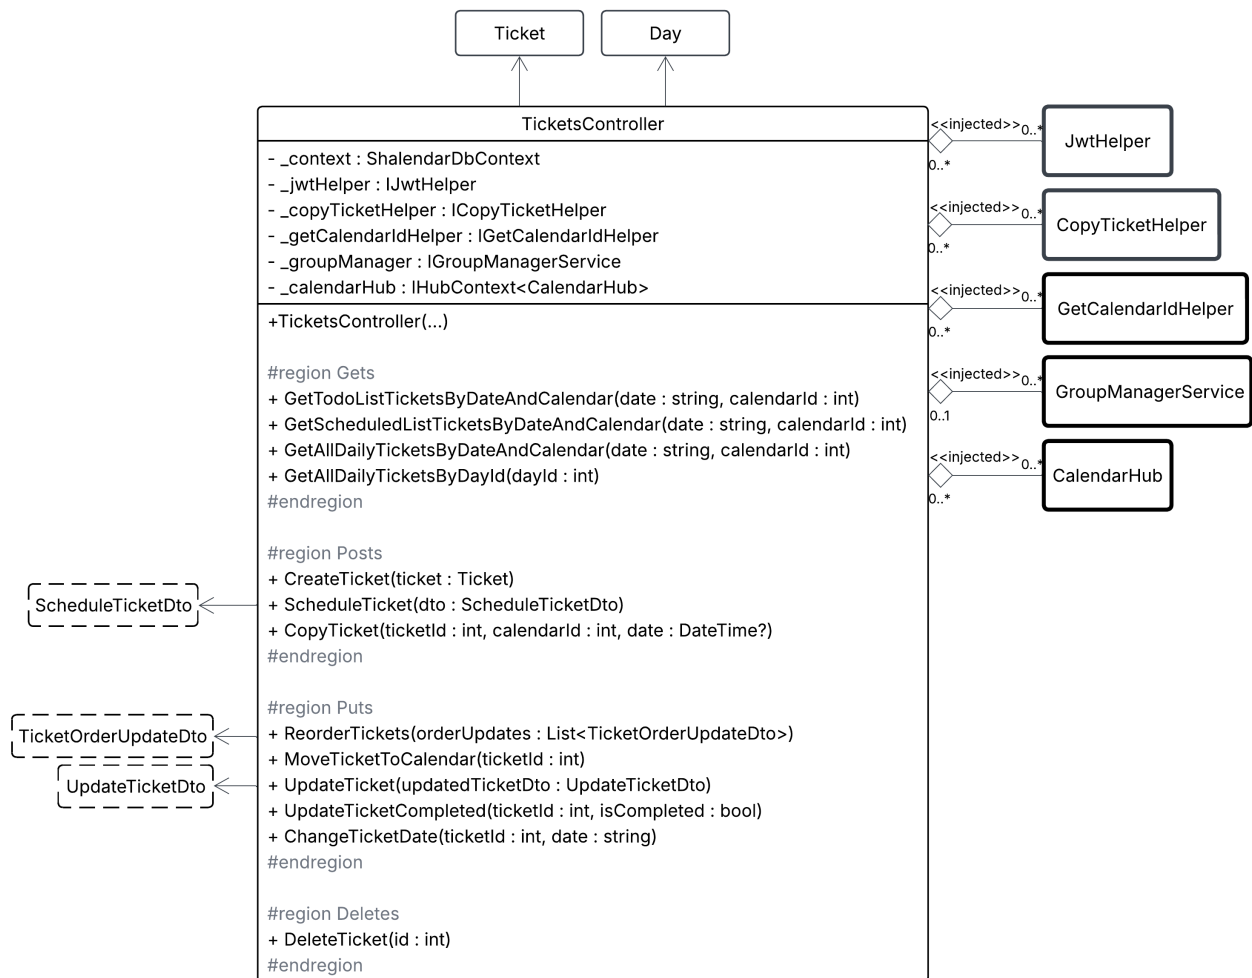 Ticket
Day
TicketsController
- _context : ShalendarDbContext
- _jwtHelper : IJwtHelper
- _copyTicketHelper : ICopyTicketHelper
- _getCalendarIdHelper : IGetCalendarIdHelper
- _groupManager : IGroupManagerService
- _calendarHub : IHubContext<CalendarHub>
<<injected>>
0..*
0..*
JwtHelper
<<injected>>
0..*
0..*
CopyTicketHelper
<<injected>>
0..*
0..*
GetCalendarIdHelper
<<injected>>
0..*
0..1
GroupManagerService
<<injected>>
0..*
0..*
CalendarHub
+TicketsController(...)
#region Gets
+ GetTodoListTicketsByDateAndCalendar(date : string, calendarId : int)
+ GetScheduledListTicketsByDateAndCalendar(date : string, calendarId : int)
+ GetAllDailyTicketsByDateAndCalendar(date : string, calendarId : int)
+ GetAllDailyTicketsByDayId(dayId : int)
#endregion
#region Posts
+ CreateTicket(ticket : Ticket)
+ ScheduleTicket(dto : ScheduleTicketDto)
+ CopyTicket(ticketId : int, calendarId : int, date : DateTime?)
#endregion
ScheduleTicketDto
#region Puts
+ ReorderTickets(orderUpdates : List<TicketOrderUpdateDto>)
+ MoveTicketToCalendar(ticketId : int)
+ UpdateTicket(updatedTicketDto : UpdateTicketDto)
+ UpdateTicketCompleted(ticketId : int, isCompleted : bool)
+ ChangeTicketDate(ticketId : int, date : string)
#endregion
TicketOrderUpdateDto
UpdateTicketDto
#region Deletes
+ DeleteTicket(id : int)
#endregion